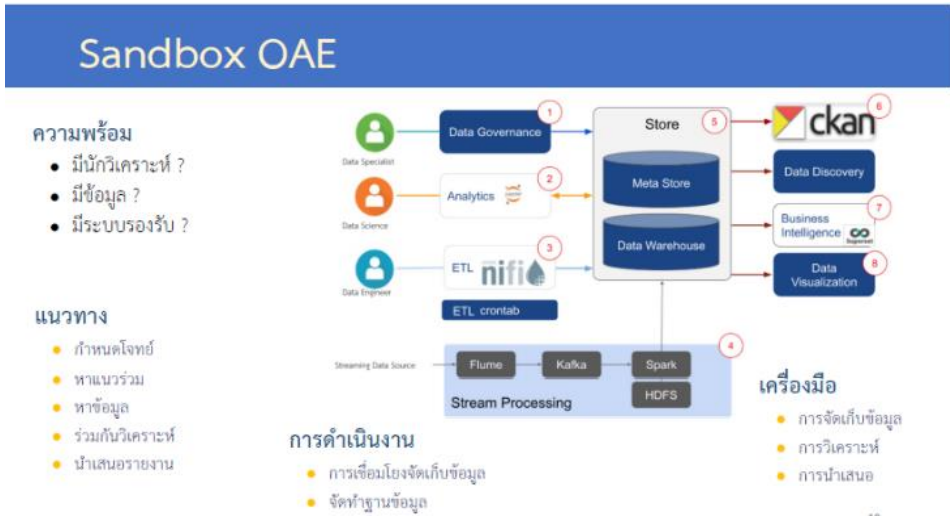 Sandbox OAE
ความพร้อม
● มีนักวิเคราะห์ ?
● มีข้อมูล ?
● มีระบบรองรับ ?
แนวทาง
● กำหนดโจทย์
● หาแนวร่วม
● หาข้อมูล
● ร่วมกันวิเคราะห์
● นำเสนอรายงาน
Data Specialist
Data Governance
1
Data Science
Analytics
2
Data Engineer
ETL
nifi
3
ETL crontab
Store
5
Meta Store
Data Warehouse
ckan
6
Data Discovery
Business
Intelligence
Superset
7
Data
Visualization
8
Streaming Data Source
Flume
Kafka
Spark
HDFS
4
Stream Processing
การดำเนินงาน
● การเชื่อมโยงจัดเก็บข้อมูล
● จัดทำฐานข้อมูล
เครื่องมือ
● การจัดเก็บข้อมูล
● การวิเคราะห์
● การนำเสนอ